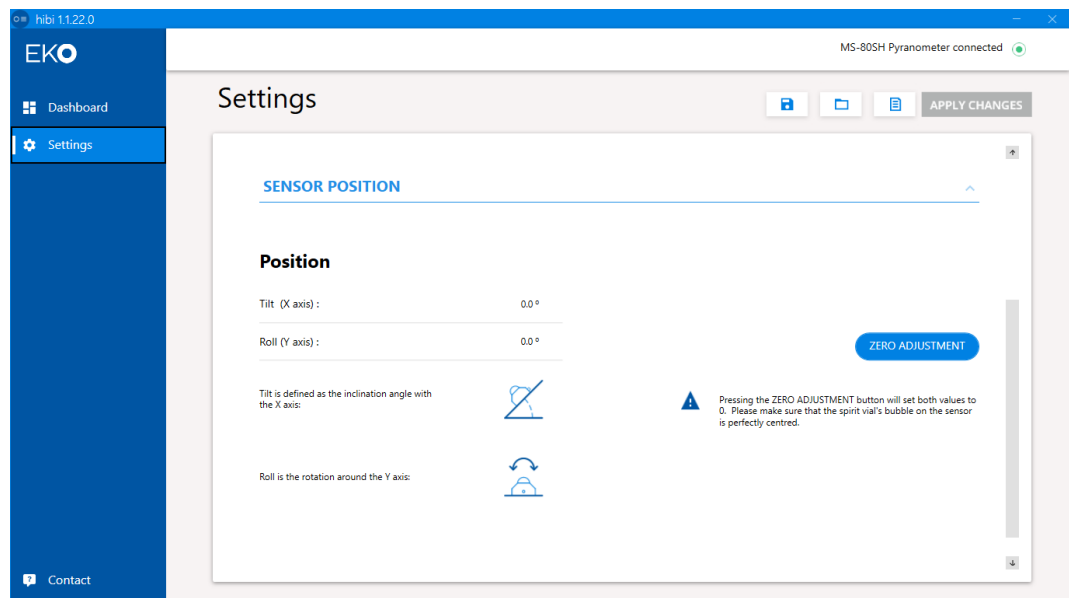 hibi 1.1.22.0
EKO
MS-80SH Pyranometer connected
Dashboard
Settings
Settings
APPLY CHANGES
SENSOR POSITION
Position
Tilt (X axis) : 0.0 º
Roll (Y axis) : 0.0 º
ZERO ADJUSTMENT
Tilt is defined as the inclination angle with
the X axis:
Pressing the ZERO ADJUSTMENT button will set both values to
0. Please make sure that the spirit vial's bubble on the sensor
is perfectly centred.
Roll is the rotation around the Y axis:
Contact